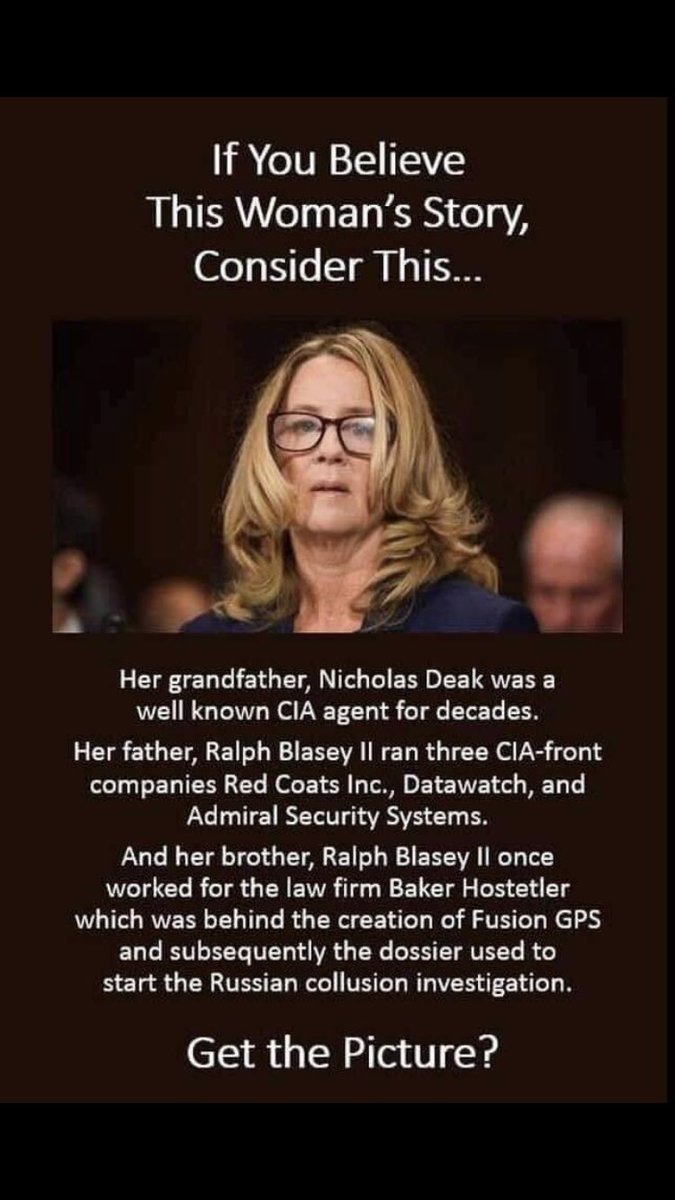 If You Believe
This Woman's Story,
Consider This...
Her grandfather, Nicholas Deak was a
well known CIA agent for decades.
Her father, Ralph Blasey II ran three CIA-front
companies Red Coats Inc., Datawatch, and
Admiral Security Systems.
And her brother, Ralph Blasey II once
worked for the law firm Baker Hostetler
which was behind the creation of Fusion GPS
and subsequently the dossier used to
start the Russian collusion investigation.
Get the Picture?